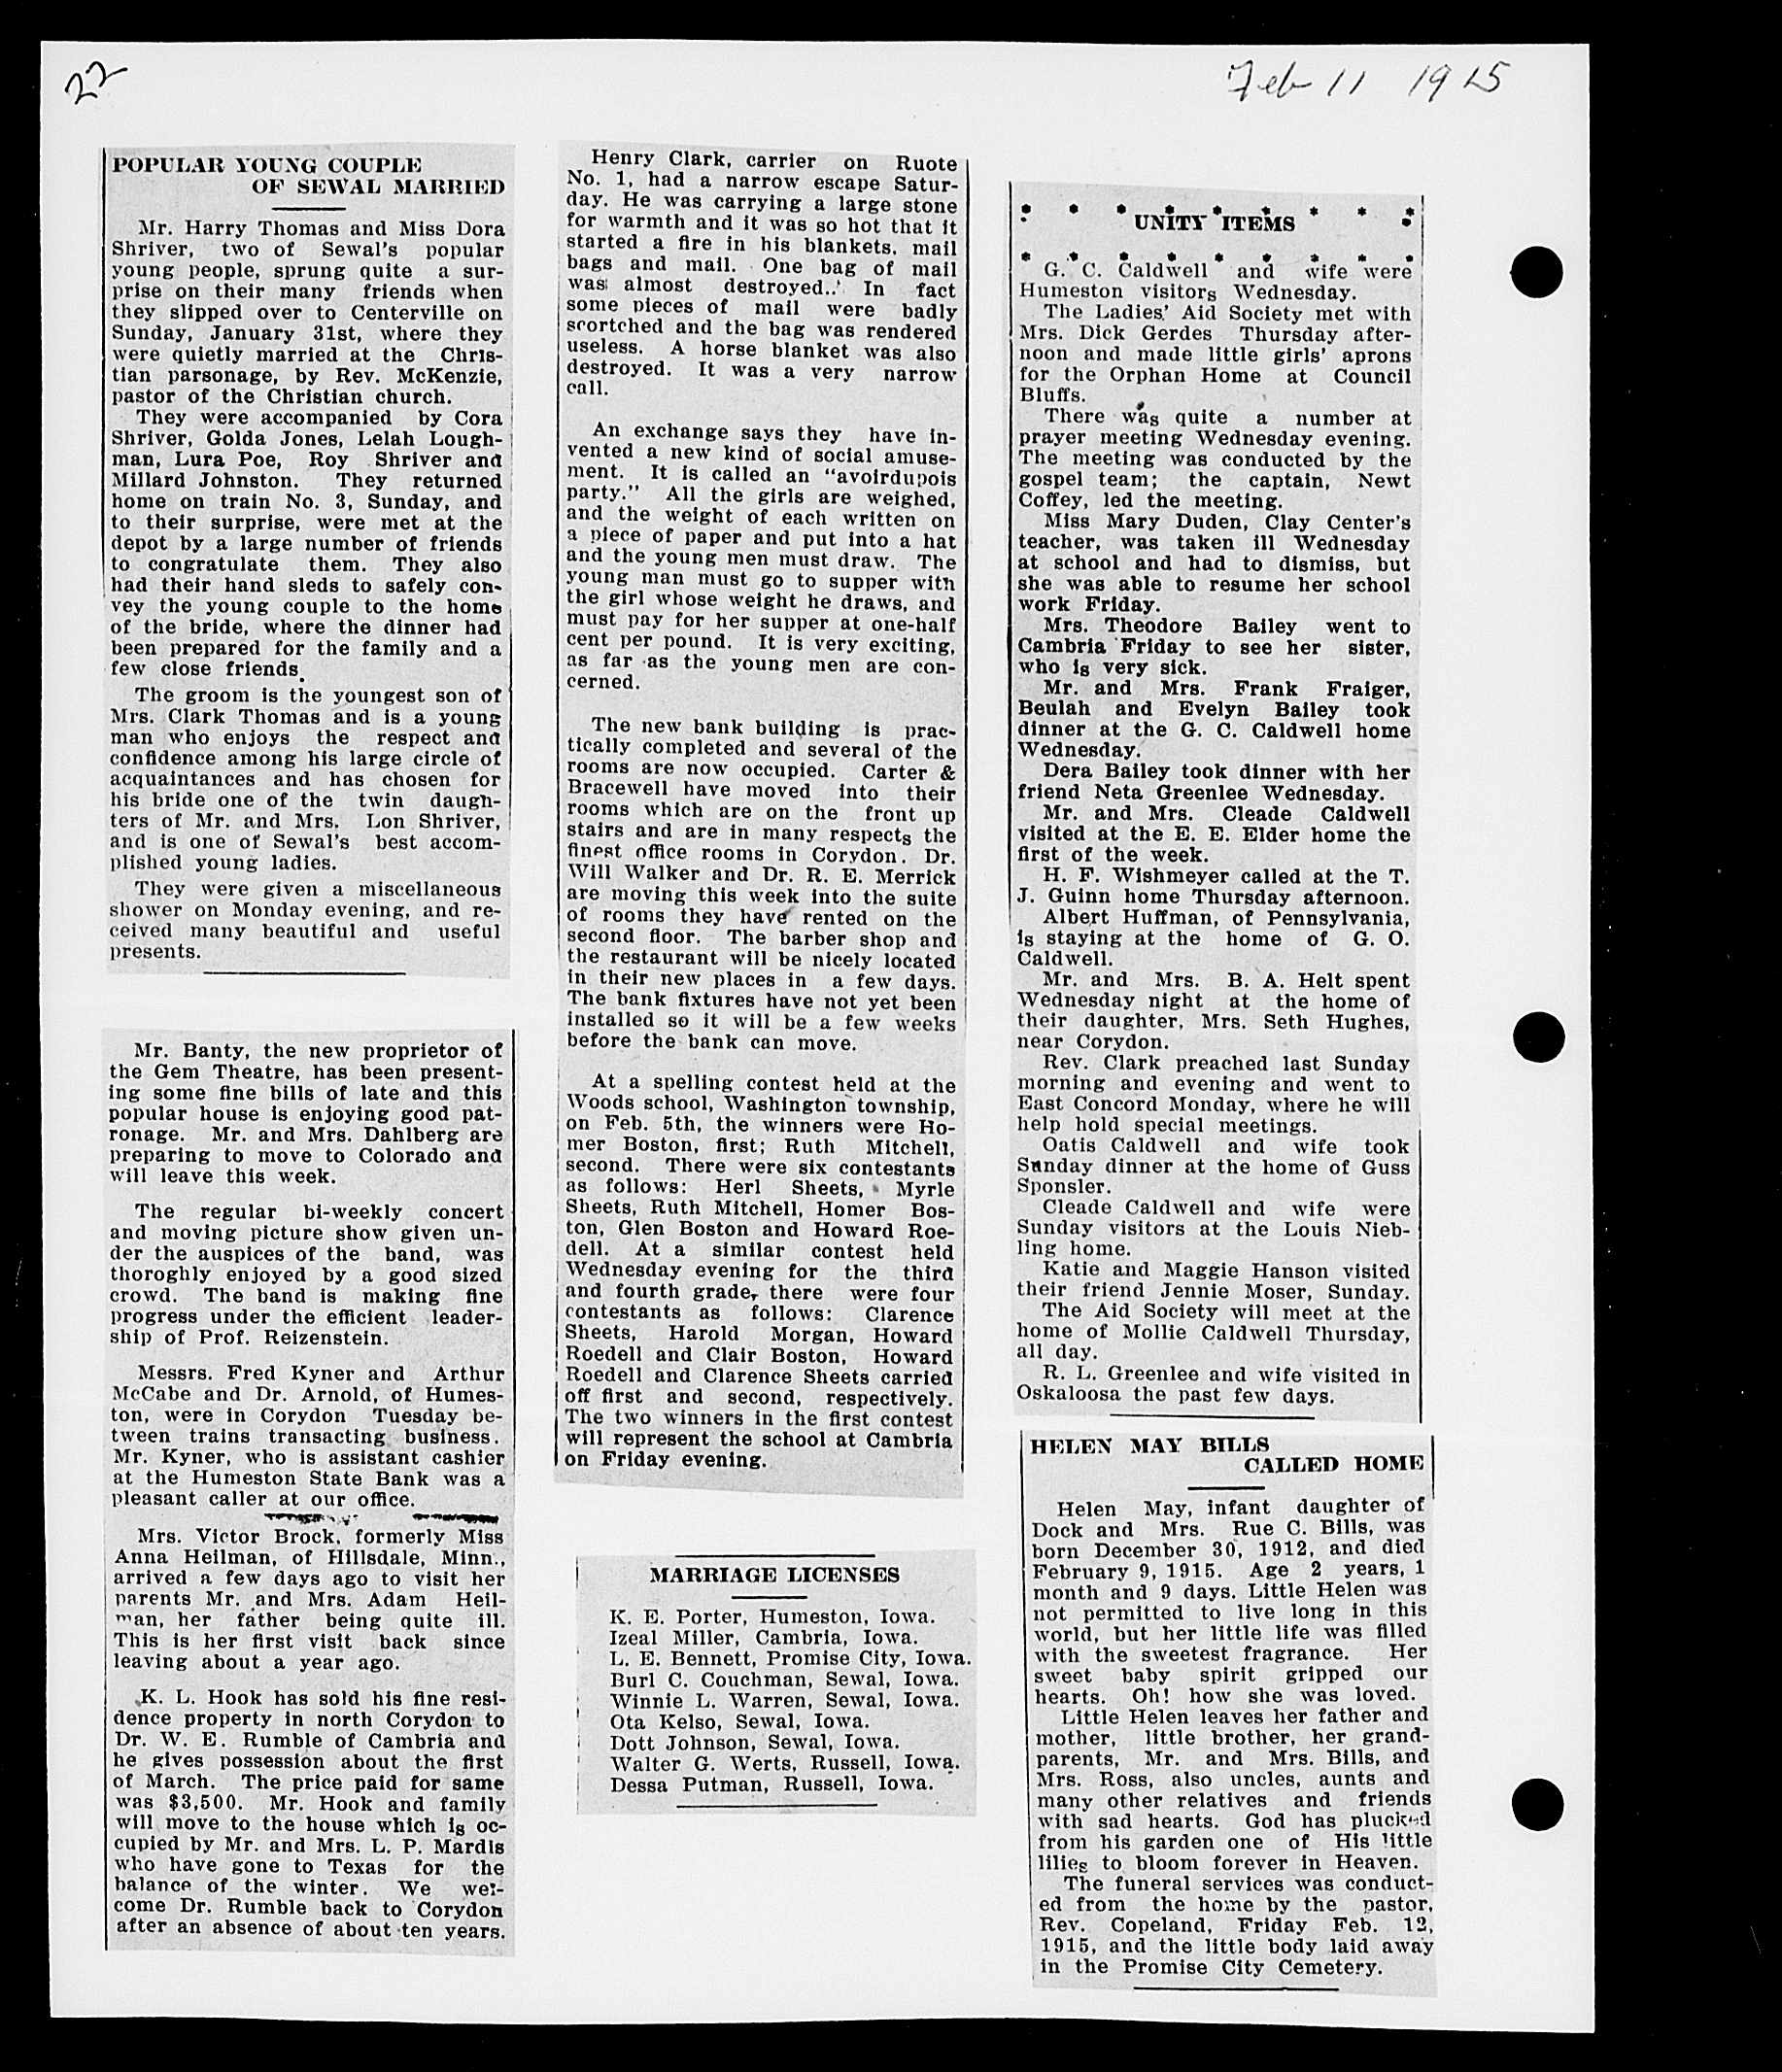 22
Feb 11 1915
POPULAR YOUNG COUPLE
OF SEWAL MARRIED
Mr. Harry Thomas and Miss Dora
Shriver, two of Sewal's popular
young people, sprung quite a sur-
prise on their many friends when
they slipped over to Centerville on
Sunday, January 31st, where they
were quietly married at the Chris-
tian parsonage, by Rev. McKenzie,
pastor of the Christian church.
They were accompanied by Cora
Shriver, Golda Jones, Lelah Lough-
man, Lura Poe, Roy Shriver and
Millard Johnston. They returned
home on train No. 3, Sunday, and
to their surprise, were met at the
depot by a large number of friends
to congratulate them. They also
had their hand sleds to safely con-
vey the young couple to the home
of the bride, where the dinner had
been prepared for the family and a
few close friends.
The groom is the youngest son of
Mrs. Clark Thomas and is a young
man who enjoys the respect and
confidence among his large circle of
acquaintances and has chosen for
his bride one of the twin daugh-
ters of Mr. and Mrs. Lon Shriver,
and is one of Sewal's best accom-
plished young ladies.
They were given a miscellaneous
shower on Monday evening, and re-
ceived many beautiful and useful
presents.
Mr. Banty, the new proprietor of
the Gem Theatre, has been present-
ing some fine bills of late and this
popular house is enjoying good pat-
ronage. Mr. and Mrs. Dahlberg are
preparing to move to Colorado and
will leave this week.
The regular bi-weekly concert
and moving picture show given un-
der the auspices of the band, was
thoroghly enjoyed by a good sized
crowd. The band is making fine
progress under the efficient leader-
ship of Prof. Reizenstein.
Messrs. Fred Kyner and Arthur
McCabe and Dr. Arnold, of Humes-
ton, were in Corydon Tuesday be-
tween trains transacting business.
Mr. Kyner, who is assistant cashier
at the Humeston State Bank was a
pleasant caller at our office.
Mrs. Victor Brock, formerly Miss
Anna Heilman, of Hillsdale, Minn.,
arrived a few days ago to visit her
parents Mr. and Mrs. Adam Heil-
man, her father being quite ill.
This is her first visit back since
leaving about a year ago.
K. L. Hook has sold his fine resi-
dence property in north Corydon to
Dr. W. E. Rumble of Cambria and
he gives possession about the first
of March. The price paid for same
was $3,500. Mr. Hook and family
will move to the house which is oc-
cupied by Mr. and Mrs. L. P. Mardis
who have gone to Texas for the
balance of the winter. We wel-
come Dr. Rumble back to Corydon
after an absence of about ten years.
Henry Clark, carrier on Ruote
No. 1, had a narrow escape Satur-
day. He was carrying a large stone
for warmth and it was so hot that it
started a fire in his blankets, mail
bags and mail. One bag of mail
was almost destroyed.. In fact
some pieces of mail were badly
scortched and the bag was rendered
useless. A horse blanket was also
destroyed. It was a very narrow
call.
An exchange says they have in-
vented a new kind of social amuse-
ment. It is called an "avoirdupois
party." All the girls are weighed,
and the weight of each written on
a piece of paper and put into a hat
and the young men must draw. The
young man must go to supper with
the girl whose weight he draws, and
must pay for her supper at one-half
cent per pound. It is very exciting,
as far as the young men are con-
cerned.
The new bank building is prac-
tically completed and several of the
rooms are now occupied. Carter &
Bracewell have moved into their
rooms which are on the front up
stairs and are in many respects the
finest office rooms in Corydon. Dr.
Will Walker and Dr. R. E. Merrick
are moving this week into the suite
of rooms they have rented on the
second floor. The barber shop and
the restaurant will be nicely located
in their new places in a few days.
The bank fixtures have not yet been
installed so it will be a few weeks
before the bank can move.
At a spelling contest held at the
Woods school, Washington township,
on Feb. 5th, the winners were Ho-
mer Boston, first; Ruth Mitchell,
second. There were six contestants
as follows: Herl Sheets, Myrle
Sheets, Ruth Mitchell, Homer Bos-
ton, Glen Boston and Howard Roe-
dell. At a similar contest held
Wednesday evening for the third
and fourth grade, there were four
contestants as follows: Clarence
Sheets, Harold Morgan, Howard
Roedell and Clair Boston, Howard
Roedell and Clarence Sheets carried
off first and second, respectively.
The two winners in the first contest
will represent the school at Cambria
on Friday evening.
MARRIAGE LICENSES
K. E. Porter, Humeston, Iowa.
Izeal Miller, Cambria, Iowa.
L. E. Bennett, Promise City, Iowa.
Burl C. Couchman, Sewal, Iowa.
Winnie L. Warren, Sewal, Iowa.
Ota Kelso, Sewal, Iowa.
Dott Johnson, Sewal, Iowa.
Walter G. Werts, Russell, Iowa.
Dessa Putman, Russell, Iowa.
UNITY ITEMS
G. C. Caldwell and wife were
Humeston visitors Wednesday.
The Ladies' Aid Society met with
Mrs. Dick Gerdes Thursday after-
noon and made little girls' aprons
for the Orphan Home at Council
Bluffs.
There was quite a number at
prayer meeting Wednesday evening.
The meeting was conducted by the
gospel team; the captain, Newt
Coffey, led the meeting.
Miss Mary Duden, Clay Center's
teacher, was taken ill Wednesday
at school and had to dismiss, but
she was able to resume her school
work Friday.
Mrs. Theodore Bailey went to
Cambria Friday to see her sister,
who is very sick.
Mr. and Mrs. Frank Fraiger,
Beulah and Evelyn Bailey took
dinner at the G. C. Caldwell home
Wednesday.
Dera Bailey took dinner with her
friend Neta Greenlee Wednesday.
Mr. and Mrs. Cleade Caldwell
visited at the E. E. Elder home the
first of the week.
H. F. Wishmeyer called at the T.
J. Guinn home Thursday afternoon.
Albert Huffman, of Pennsylvania,
is staying at the home of G. O.
Caldwell.
Mr. and Mrs. B. A. Helt spent
Wednesday night at the home of
their daughter, Mrs. Seth Hughes,
near Corydon.
Rev. Clark preached last Sunday
morning and evening and went to
East Concord Monday, where he will
help hold special meetings.
Oatis Caldwell and wife took
Sunday dinner at the home of Guss
Sponsler.
Cleade Caldwell and wife were
Sunday visitors at the Louis Nieb-
ling home.
Katie and Maggie Hanson visited
their friend Jennie Moser, Sunday.
The Aid Society will meet at the
home of Mollie Caldwell Thursday,
all day.
R. L. Greenlee and wife visited in
Oskaloosa the past few days.
HELEN MAY BILLS
CALLED HOME
Helen May, infant daughter of
Dock and Mrs. Rue C. Bills, was
born December 30, 1912, and died
February 9, 1915. Age 2 years, 1
month and 9 days. Little Helen was
not permitted to live long in this
world, but her little life was filled
with the sweetest fragrance. Her
sweet baby spirit gripped our
hearts. Oh! how she was loved.
Little Helen leaves her father and
mother, little brother, her grand-
parents, Mr. and Mrs. Bills, and
Mrs. Ross, also uncles, aunts and
many other relatives and friends
with sad hearts. God has plucked
from his garden one of His little
lilies to bloom forever in Heaven.
The funeral services was conduct-
ed from the home by the pastor,
Rev. Copeland, Friday Feb. 12,
1915, and the little body laid away
in the Promise City Cemetery.